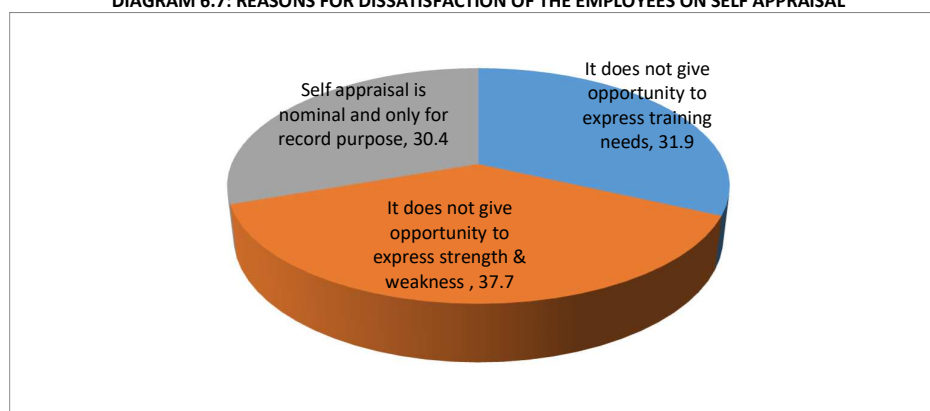 DIAGRAM 6.7: REASONS FOR DISSATISFACTION OF THE EMPLOYEES ON SELF APPRAISAL
It does not give
opportunity to
express training
needs, 31.9
It does not give
opportunity to
express strength &
weakness , 37.7
Self appraisal is
nominal and only for
record purpose, 30.4